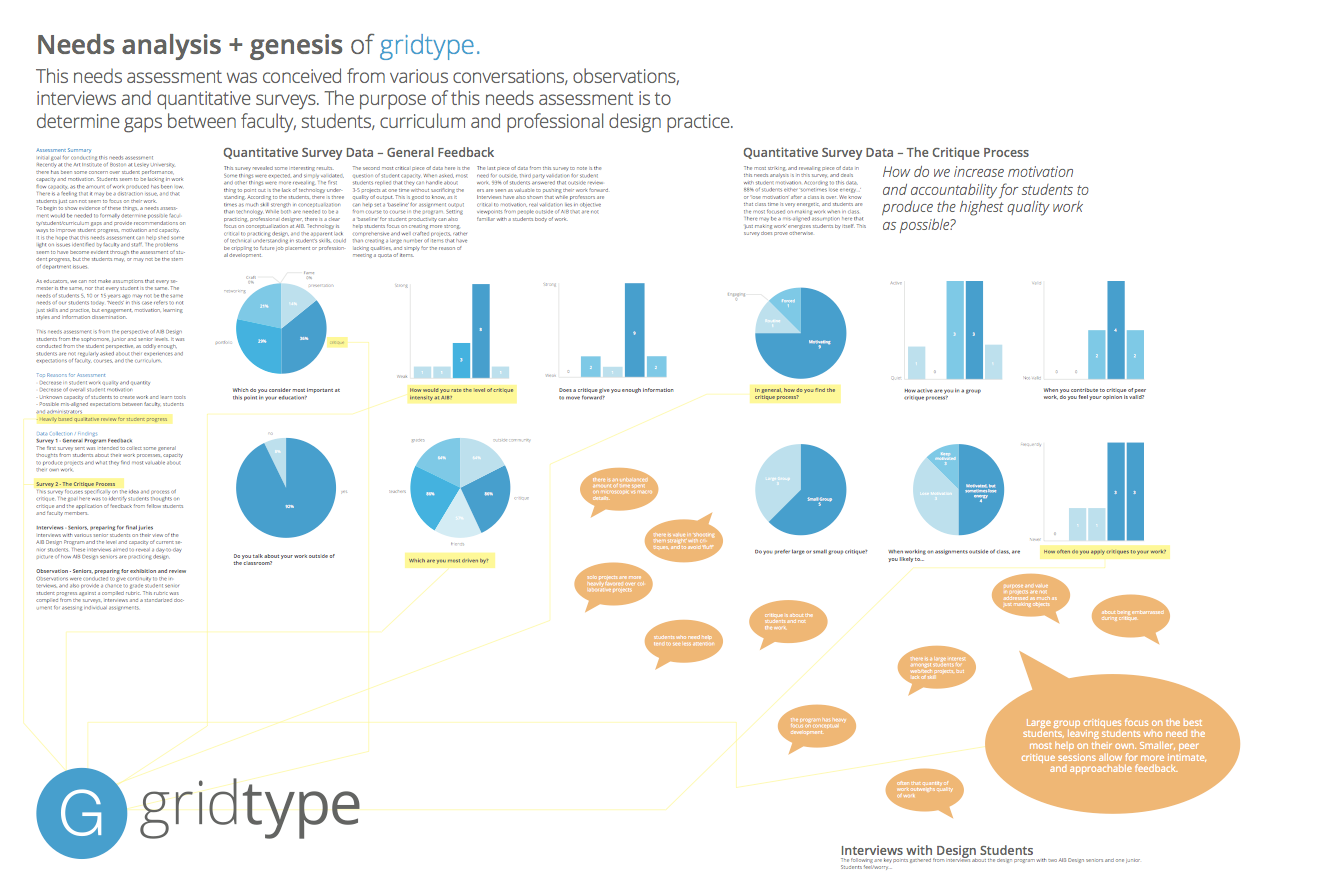 Needs analysis + genesis of gridtype.
This needs assessment was conceived from various conversations, observations,
interviews and quantitative surveys. The purpose of this needs assessment is to
determine gaps between faculty, students, curriculum and professional design practice.
Assessment Summary
Initial goal for conducting this needs assessment
Recently at the Art Institute of Boston at Lesley University,
there has been some concern over student performance,
capacity and motivation. Students seem to be lacking in work
flow capacity, as the amount of work produced has been low.
There is a feeling that it may be a distraction issue, and that
students just can not seem to focus on their work.
To begin to show evidence of these things, a needs assess-
ment would be needed to formally determine possible facul-
ty/student/curriculum gaps and provide recommendations on
ways to improve student progress, motivation and capacity.
It is the hope that this needs assessment can help shed some
light on issues identified by faculty and staff. The problems
seem to have become evident through the assessment of stu-
dent progress, but the students may, or may not be the stem
of department issues.
As educators, we can not make assumptions that every se-
mester is the same, nor that every student is the same. The
needs of students 5, 10 or 15 years ago may not be the same
needs of our students today. 'Needs' in this case refers to not
just skills and practice, but engagement, motivation, learning
styles and information dissemination.
This needs assessment is from the perspective of AIB Design
students from the sophomore, junior and senior levels. It was
conducted from the student perspective, as oddly enough,
students are not regularly asked about their experiences and
expectations of faculty, courses, and the curriculum.
Top Reasons for Assessment
- Decrease in student work quality and quantity
- Decrease of overall student motivation
- Unknown capacity of students to create work and learn tools
- Possible mis-aligned expectations between faculty, students
and administrators
- Heavily based qualitative review for student progress
Data Collection / Findings
Survey 1 - General Program Feedback
The first survey sent was intended to collect some general
thoughts from students about their work processes, capacity
to produce projects and what they find most valuable about
their own work.
Survey 2 - The Critique Process
This survey focuses specifically on the idea and process of
critique. The goal here was to identify students thoughts on
critique and the application of feedback from fellow students
and faculty members.
Interviews - Seniors, preparing for final juries
Interviews with various senior students on their view of the
AIB Design Program and the level and capacity of current se-
nior students. These interviews aimed to reveal a day-to-day
picture of how AIB Design seniors are practicing design.
Observation - Seniors, preparing for exhibition and review
Observations were conducted to give continuity to the in-
terviews, and also provide a chance to grade student senior
student progress against a compiled rubric. This rubric was
compiled from the surveys, interviews and a standarized doc-
ument for asessing individual assignments.
Quantitative Survey Data – General Feedback
This survey revealed some interesting results.
Some things were expected, and simply validated,
and other things were more revealing. The first
thing to point out is the lack of technology under-
standing. According to the students, there is three
times as much skill strength in conceptualization
than technology. While both are needed to be a
practicing, professional designer, there is a clear
focus on conceptualization at AIB. Technology is
critical to practicing design, and the apparent lack
of technical understanding in student's skills, could
be crippling to future job placement or profession-
al development.
The second most critical piece of data here is the
question of student capacity. When asked, most
students replied that they can handle about
3-5 projects at one time without sacrificing the
quality of output. This is good to know, as it
can help set a 'baseline' for assignment output
from course to course in the program. Setting
a 'baseline' for student productivity can also
help students focus on creating more strong,
comprehensive and well crafted projects, rather
than creating a large number of items that have
lacking qualities, and simply for the reason of
meeting a quota of items.
The last piece of data from this survey to note is the
need for outside, third party validation for student
work. 93% of students answered that outside review-
ers are seen as valuable to pushing their work forward.
Interviews have also shown that while professors are
critical to motivation, real validation lies in objective
viewpoints from people outside of AIB that are not
familiar with a students body of work.
craft
0%
Fame
0%
networking
presentation
21%
14%
portfolio
29%
36%
critique
Which do you consider most important at
this point in your education?
Strong
Weak
0
1
1
3
8
How would you rate the level of critique
intensity at AIB?
Strong
Weak
0
2
1
9
2
Does a critique give you enough information
to move forward?
no
yes
92%
Do you talk about your work outside of
the classroom?
grades
outside community
teachers
critique
friends
Which are you most driven by?
Quantitative Survey Data – The Critique Process
The most striking, and revealing piece of data in
this needs analysis is in this survey, and deals
with student motivation. According to this data,
88% of students either 'sometimes lose energy...'
or 'lose motivation' after a class is over. We know
that class time is very energetic, and students are
the most focused on making work when in class.
There may be a mis-aligned assumption here that
'just making work' energizes students by itself. This
survey does prove otherwise.
How do we increase motivation
and accountability for students to
produce the highest quality work
as possible?
Engaging
0
Forced
1
Positive
1
Motivating
In general, how do you find the
critique process?
Active
Quiet
1
0
3
3
1
How active are you in a group
critique process?
Valid
Not Valid
0
0
2
4
2
When you contribute to critique of peer
work, do you feel your opinion is valid?
Large Group
Small Group
5
Do you prefer large or small group critique?
Keep
motivated
Lose Motivation
Motivated, but
sometimes lose
energy
4
When working on assignments outside of class, are
you likely to...
Frequently
Never
0
1
1
3
3
How often do you apply critiques to your work?
there is an unbalanced
amount of time spent
on microscopic vs macro
details.
there is value in 'shooting
them straight' with cri-
tiques, and to avoid 'fluff'
solo projects are more
heavily favored over col-
laborative projects
students who need help
tend to see less attention
critique is about the
students and not
the work.
purpose and value
in projects are not
addressed as much as
just making objects
about being embarrassed
during critique.
there is a large interest
amongst students for
web/tech projects, but
lack of skill
the program has heavy
focus on conceptual
development.
often that quantity of
work outweighs quality
of work
Large group critiques focus on the best
students, leaving students who need the
most help on their own. Smaller, peer
critique sessions allow for more intimate,
and approachable feedback.
G gridtype
Interviews with Design Students
The following are key points gathered from interviews about the design program with two AIB Design seniors and one junior.
Students feel/worry...